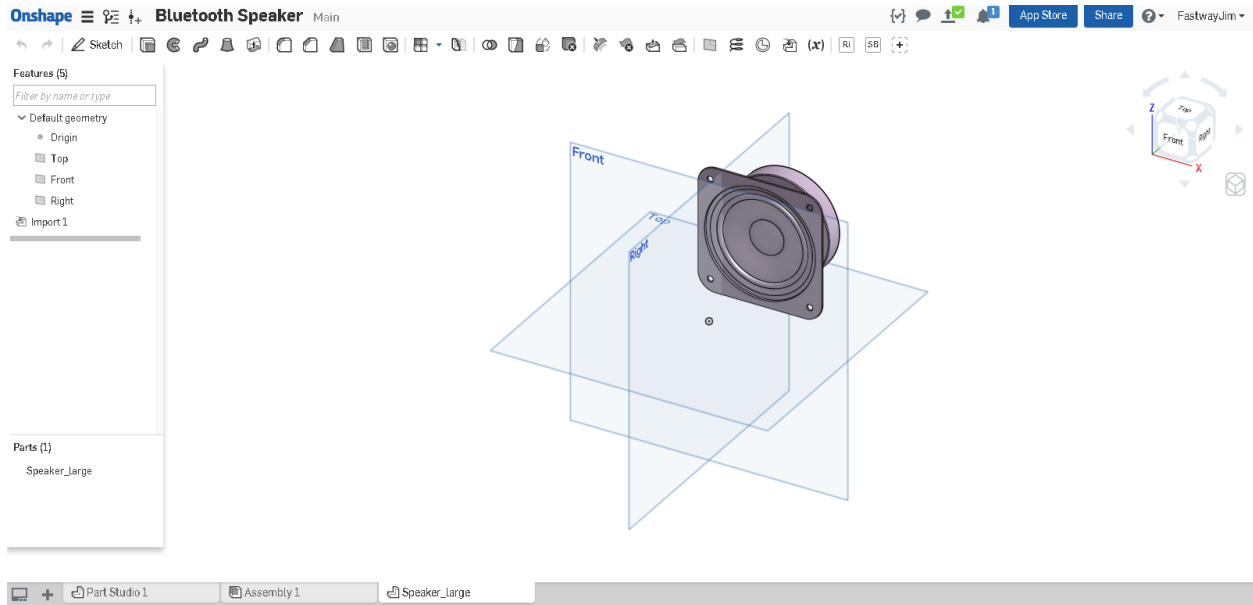 Onshape Bluetooth Speaker Main 1 App Store Share FastwayJim
Sketch (x) Ri SB
Features (5)
Filter by name or type
Default geometry
Origin
Top
Front
Right
Import 1
Parts (1)
Speaker_large
Front
Top
Right
Z
Top
Front
Right
X
Part Studio 1 Assembly 1 Speaker_large